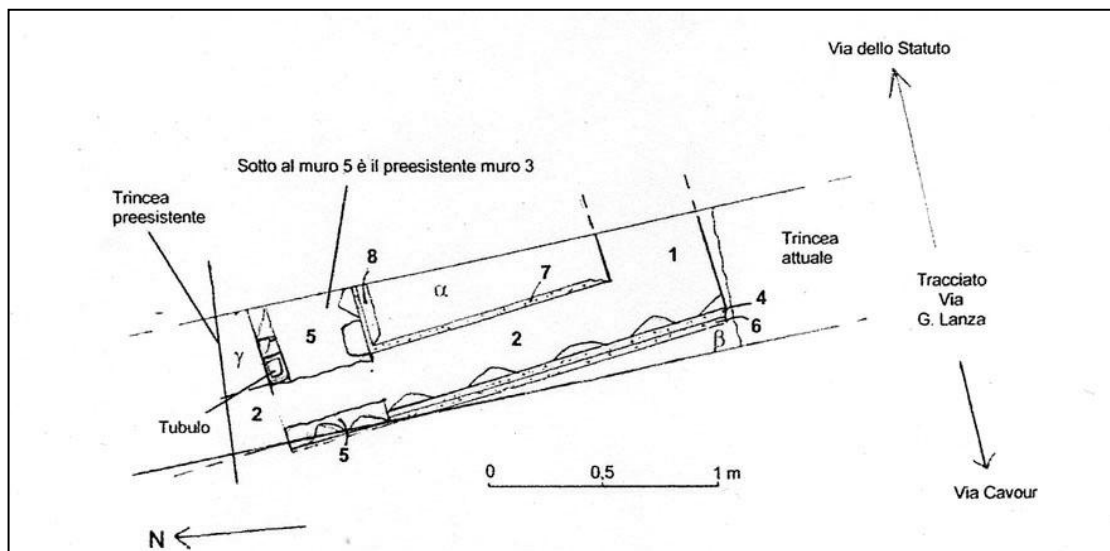 Via dello Statuto
Sotto al muro 5 è il preesistente muro 3
Trincea
preesistente
8
α
7
1
Trincea
attuale
Tracciato
Via
G. Lanza
5
γ
2
4
6
β
Tubulo
2
5
0
0,5
1 m
Via Cavour
N